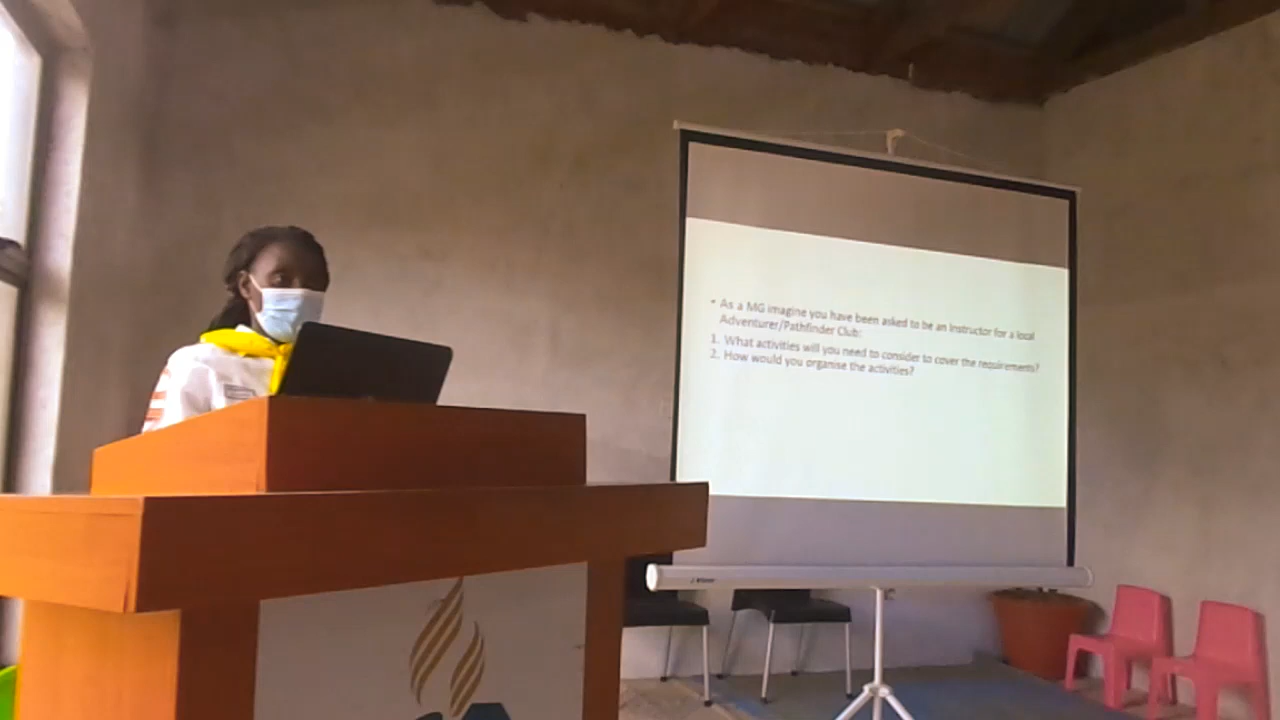 • As a MG imagine you have been asked to be an Instructor for a local
Adventurer/Pathfinder Club:
1. What activities will you need to consider to cover the requirements?
2. How would you organise the activities?